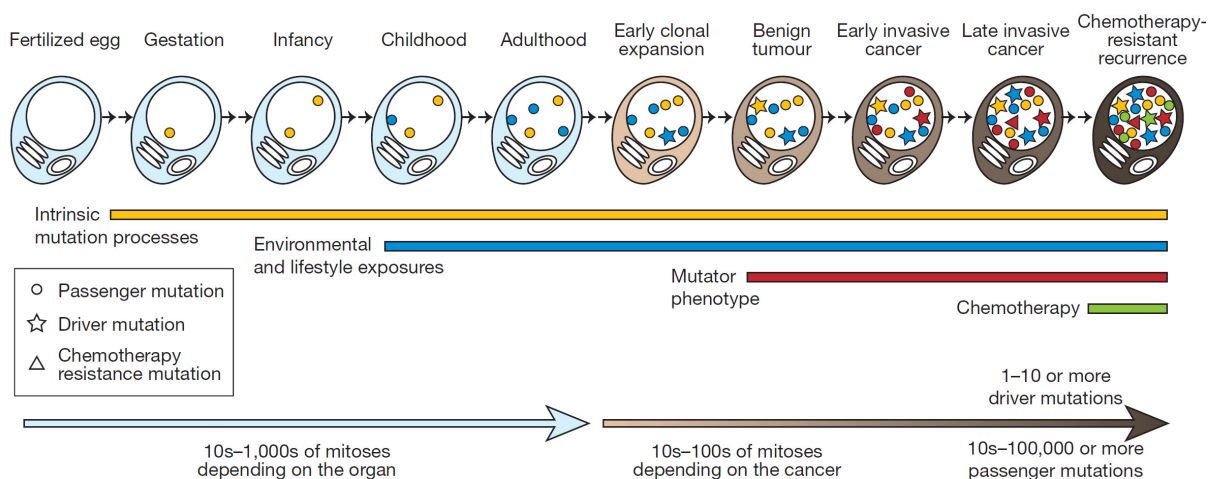 Fertilized egg
Gestation
Infancy
Childhood
Adulthood
Early clonal
expansion
Benign
tumour
Early invasive
cancer
Late invasive
cancer
Chemotherapy-
resistant
recurrence
Intrinsic
mutation processes
Environmental
and lifestyle exposures
Mutator
phenotype
Chemotherapy
Passenger mutation
Driver mutation
Chemotherapy
resistance mutation
10s–1,000s of mitoses
depending on the organ
10s–100s of mitoses
depending on the cancer
1–10 or more
driver mutations
10s–100,000 or more
passenger mutations